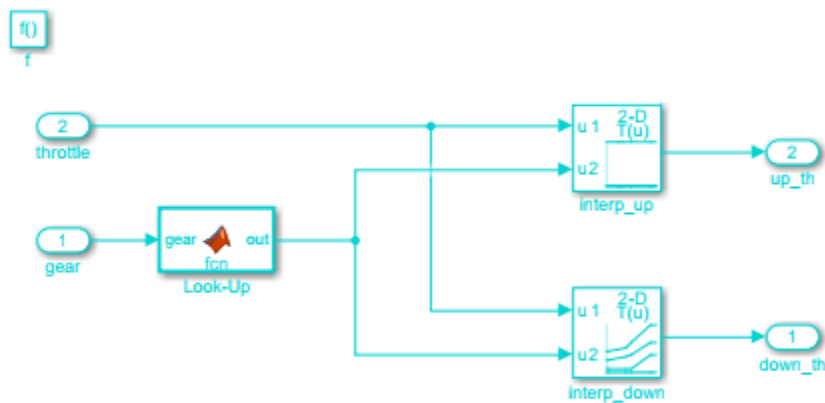 f()
f
2
throttle
1
gear
gear fcn out
Look-Up
2-D
T(u)
u1
u2
interp_up
2
up_th
2-D
T(u)
u1
u2
interp_down
1
down_th